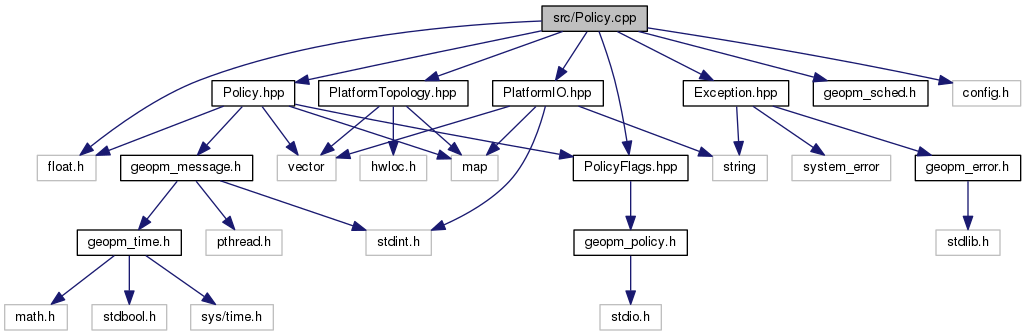 src/Policy.cpp
Policy.hpp
PlatformTopology.hpp
PlatformIO.hpp
Exception.hpp
geopm_sched.h
config.h
float.h
geopm_message.h
vector
hwloc.h
map
PolicyFlags.hpp
string
system_error
geopm_error.h
geopm_time.h
pthread.h
stdint.h
geopm_policy.h
stdlib.h
math.h
stdbool.h
sys/time.h
stdio.h